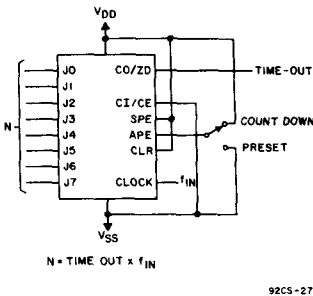 VDD
J0 CO/ZD TIME-OUT
J1
J2 CI/CE
J3 SPE COUNT DOWN
N J4 APE
J5 CLR PRESET
J6
J7 CLOCK fIN
VSS
N = TIME OUT x fIN
92CS-27